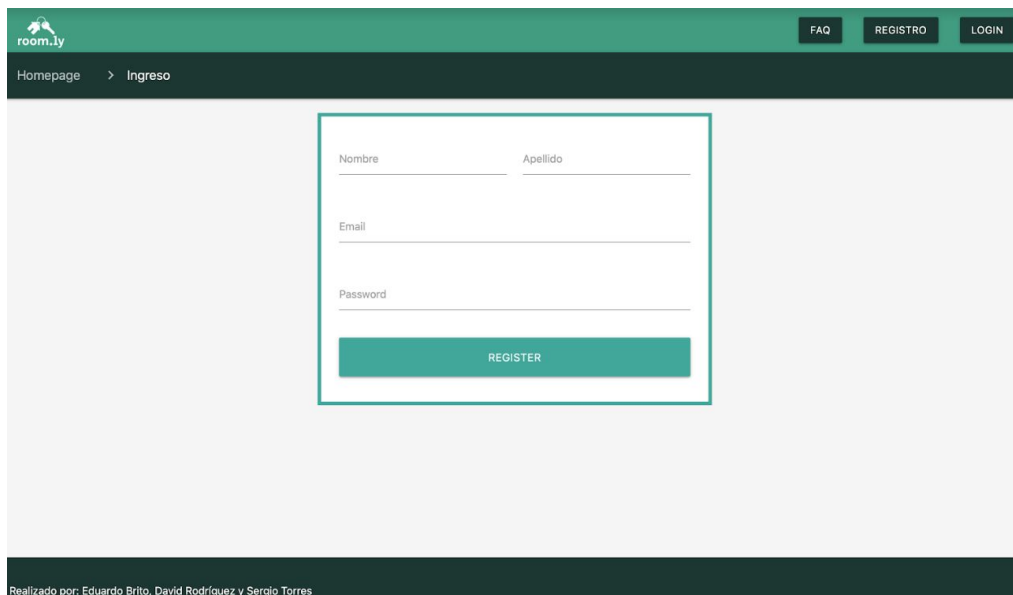 room.ly
FAQ REGISTRO LOGIN
Homepage > Ingreso
Nombre Apellido
Email
Password
REGISTER
Realizado por: Eduardo Brito, David Rodríguez y Sergio Torres